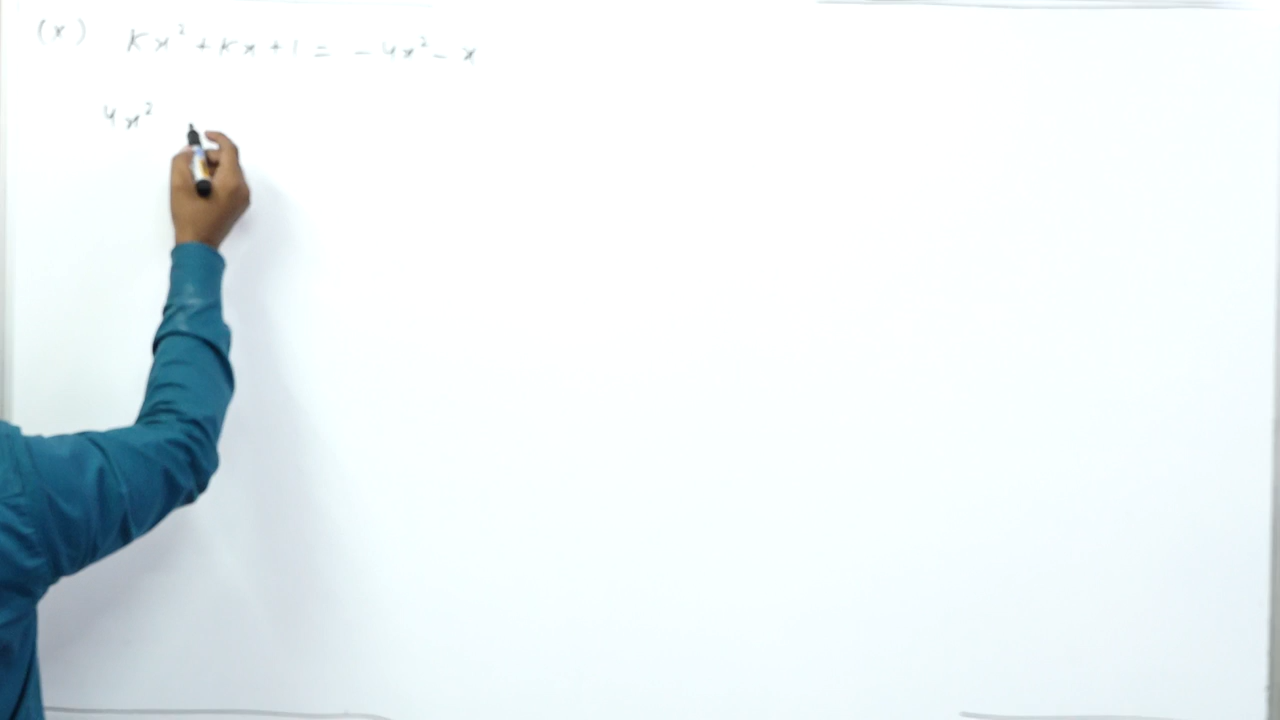 (x) Kx² + Kx + 1 = - 4x² - x
4x²